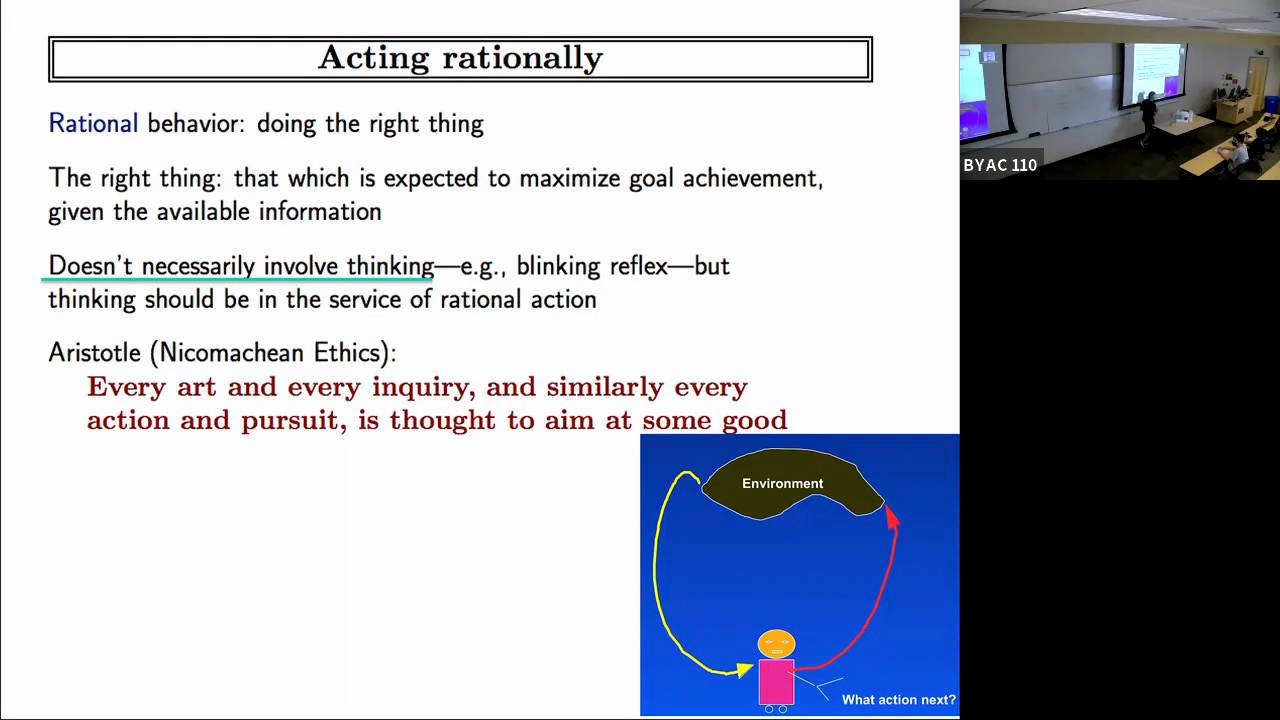 Acting rationally
Rational behavior: doing the right thing
The right thing: that which is expected to maximize goal achievement,
given the available information
Doesn't necessarily involve thinking—e.g., blinking reflex—but
thinking should be in the service of rational action
Aristotle (Nicomachean Ethics):
Every art and every inquiry, and similarly every
action and pursuit, is thought to aim at some good
Environment
What action next?
BYAC 110